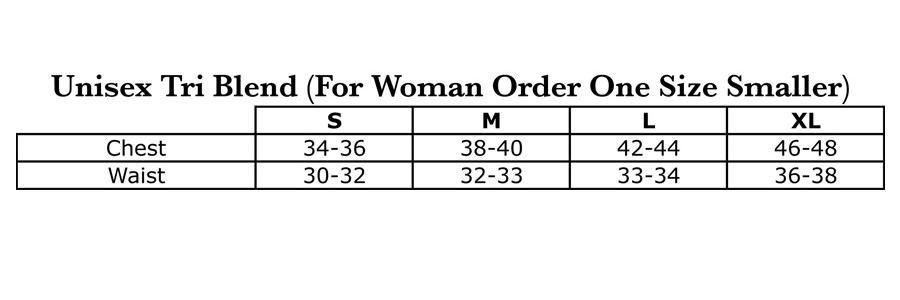 Unisex Tri Blend (For Woman Order One Size Smaller)
S M L XL
Chest 34-36 38-40 42-44 46-48
Waist 30-32 32-33 33-34 36-38